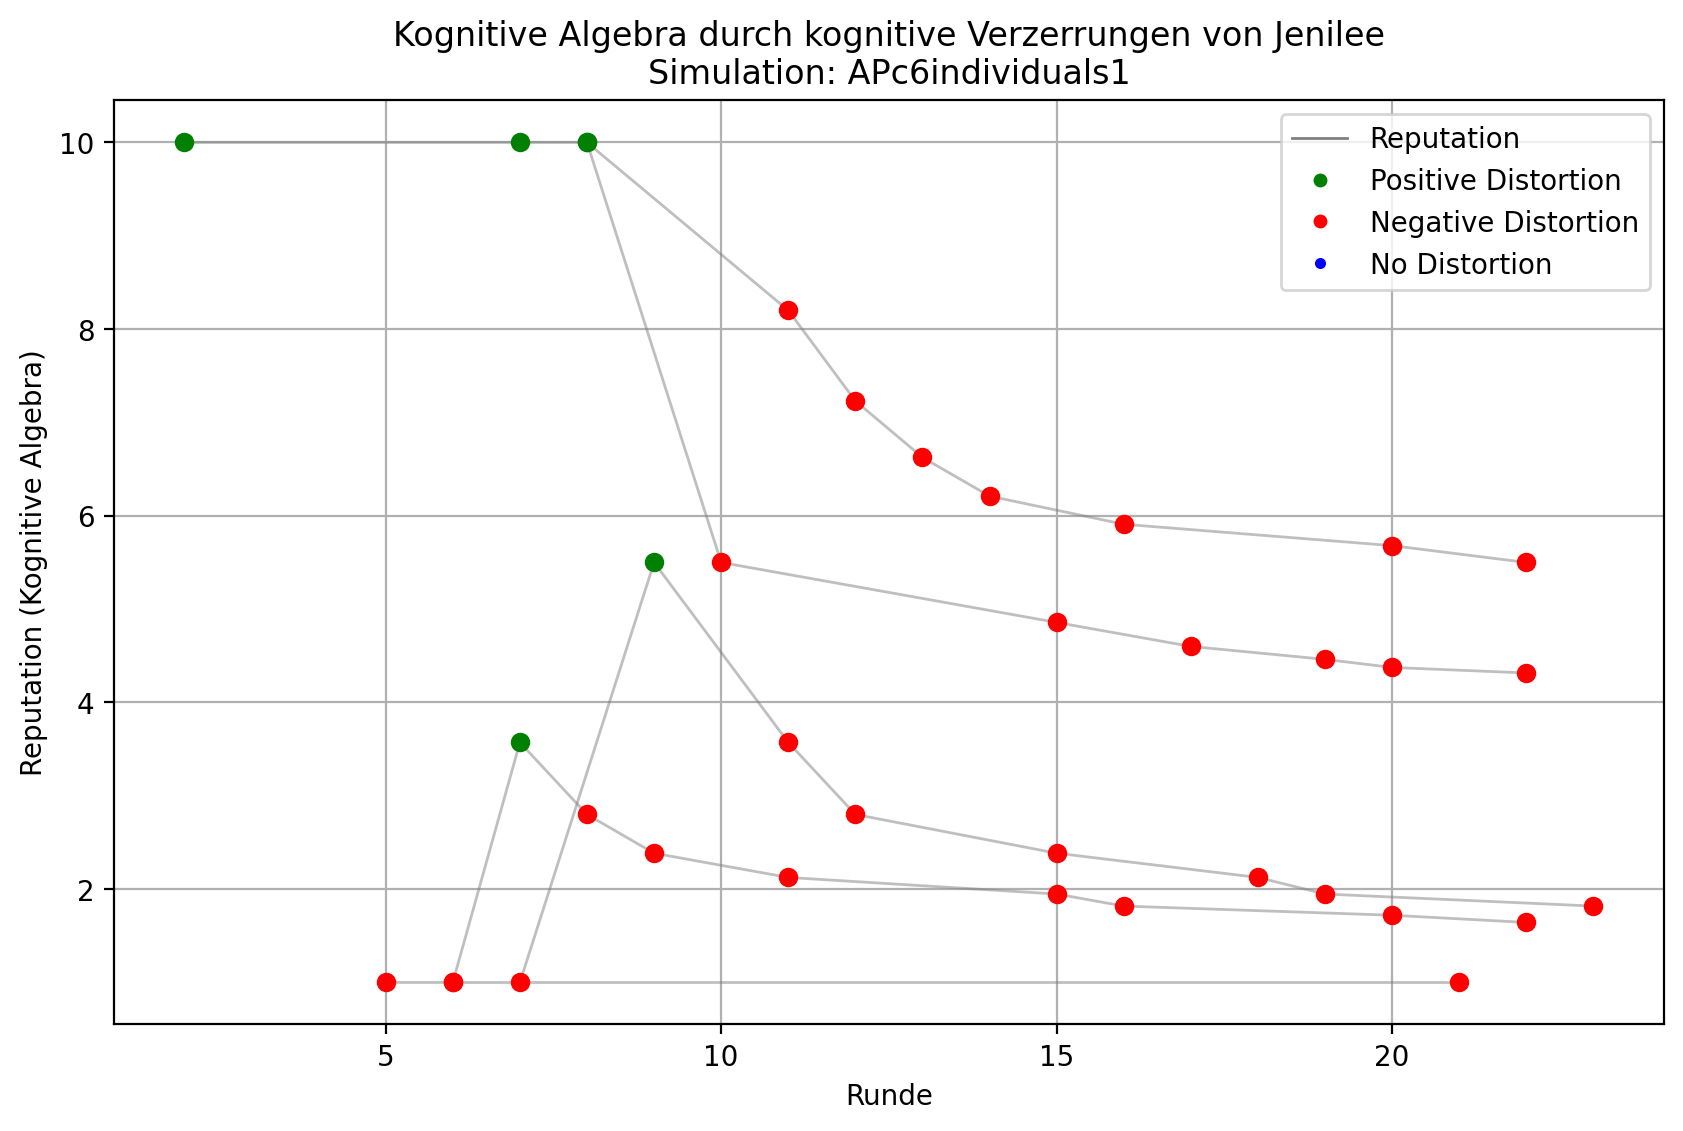 Kognitive Algebra durch kognitive Verzerrungen von Jenilee
Simulation: APc6individuals1
Reputation (Kognitive Algebra)
10
8
6
4
2
Reputation
Positive Distortion
Negative Distortion
No Distortion
5
10
15
20
Runde